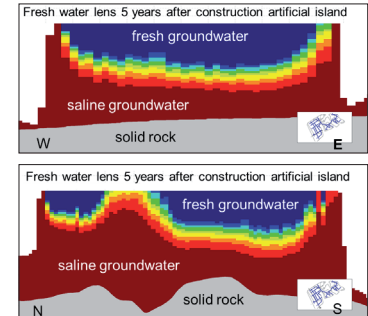 Fresh water lens 5 years after construction artificial island
fresh groundwater
saline groundwater
solid rock
W
E
Fresh water lens 5 years after construction artificial island
fresh groundwater
saline groundwater
solid rock
N
S